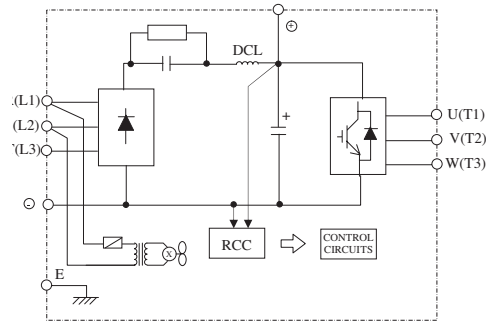 ⊕
DCL
(L1)
(L2)
(L3)
+
U(T1)
V(T2)
W(T3)
⊖
RCC
CONTROL
CIRCUITS
X
E